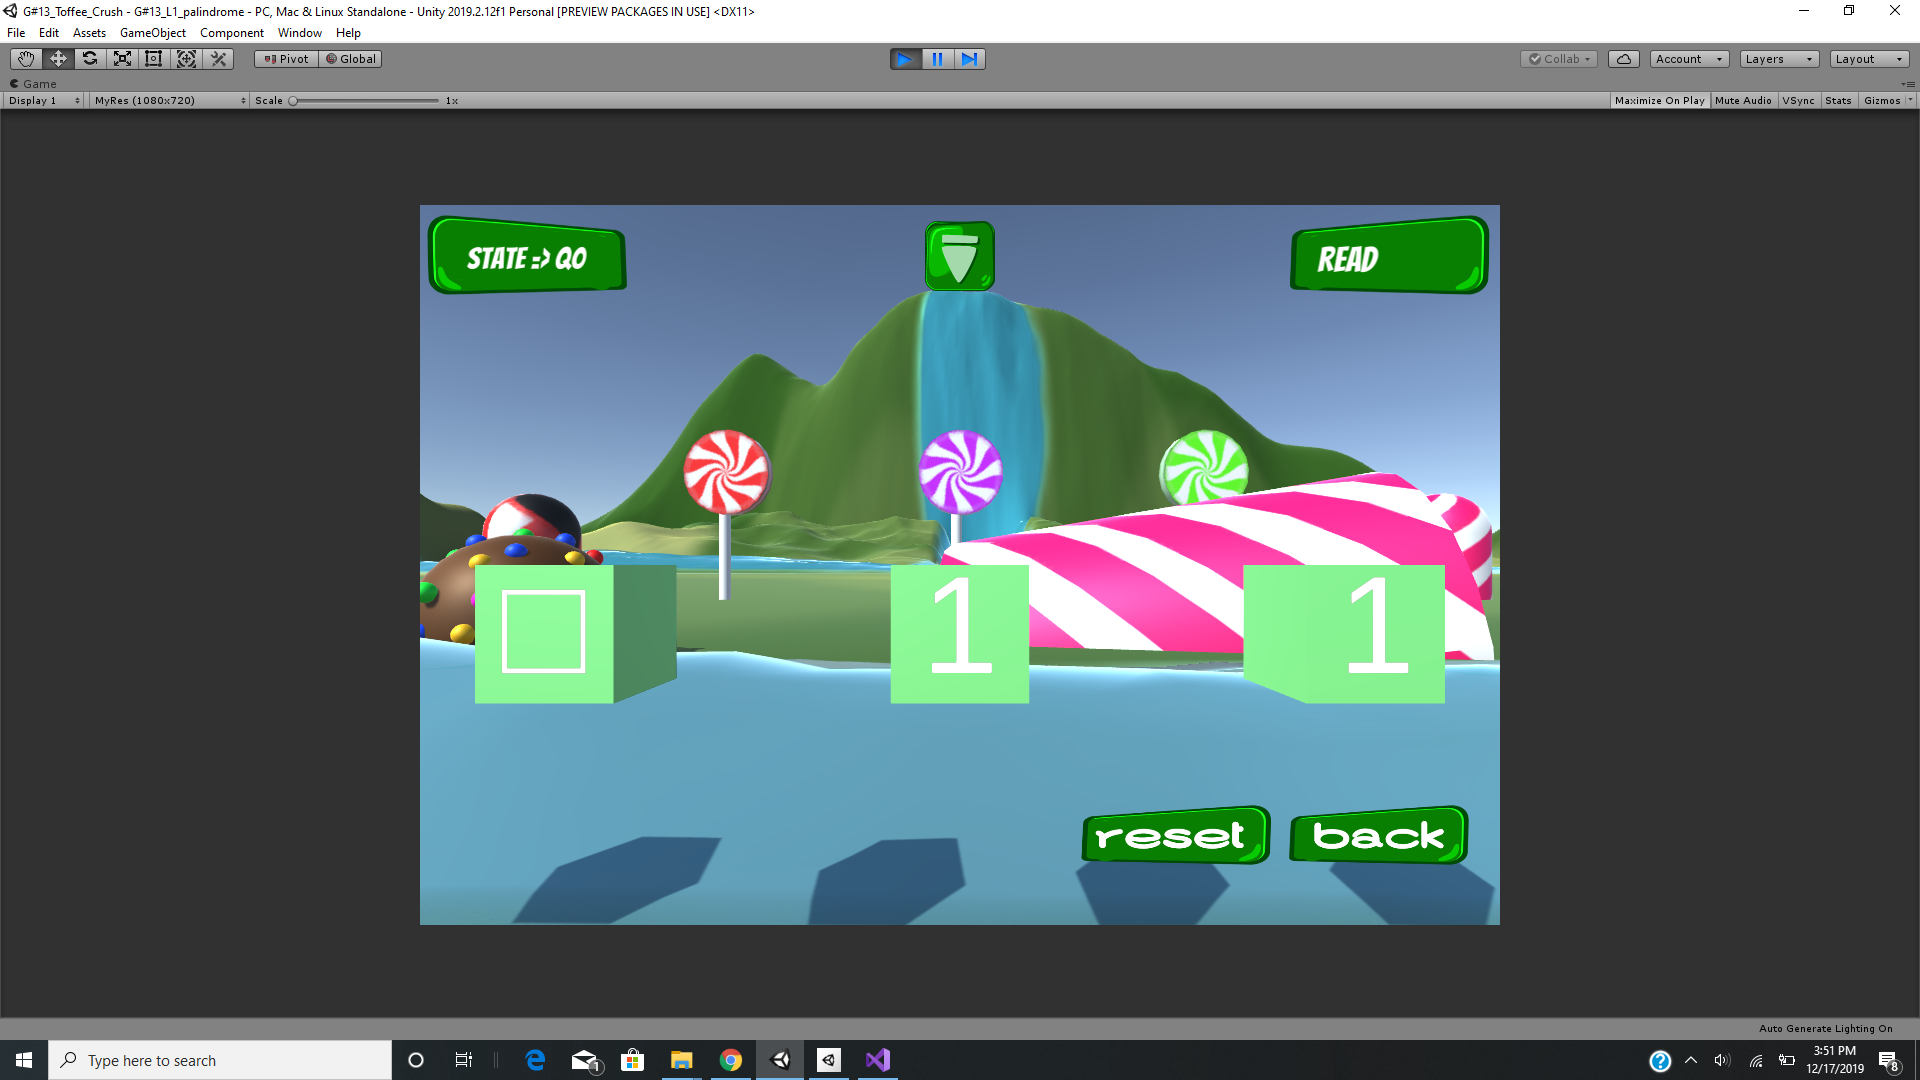 G#13_Toffee_Crush - G#13_L1_palindrome - PC, Mac & Linux Standalone - Unity 2019.2.12f1 Personal [PREVIEW PACKAGES IN USE] <DX11>
File Edit Assets GameObject Component Window Help
Pivot Global Collab Account Layers Layout
Game
Display 1 MyRes (1080x720) Scale 1x Maximize On Play Mute Audio VSync Stats Gizmos
STATE => Q0 READ
1 1
reset back
Auto Generate Lighting On
Type here to search
1
3:51 PM
12/17/2019
8